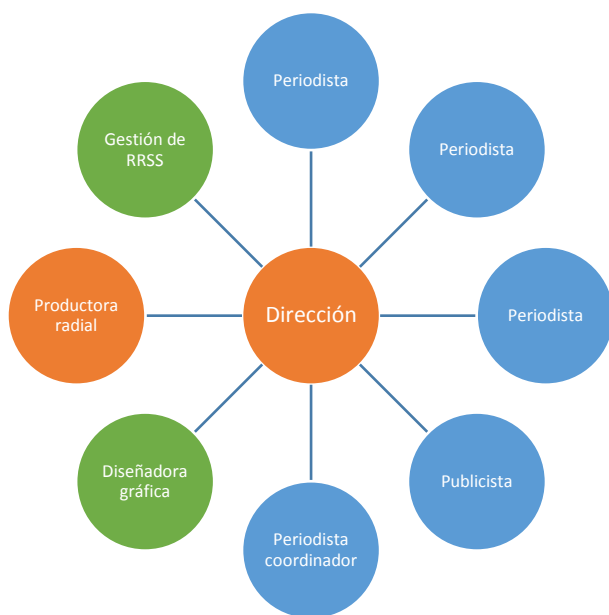 Periodista
Gestión de
RRSS
Periodista
Productora
radial
Dirección
Periodista
Diseñadora
gráfica
Publicista
Periodista
coordinador